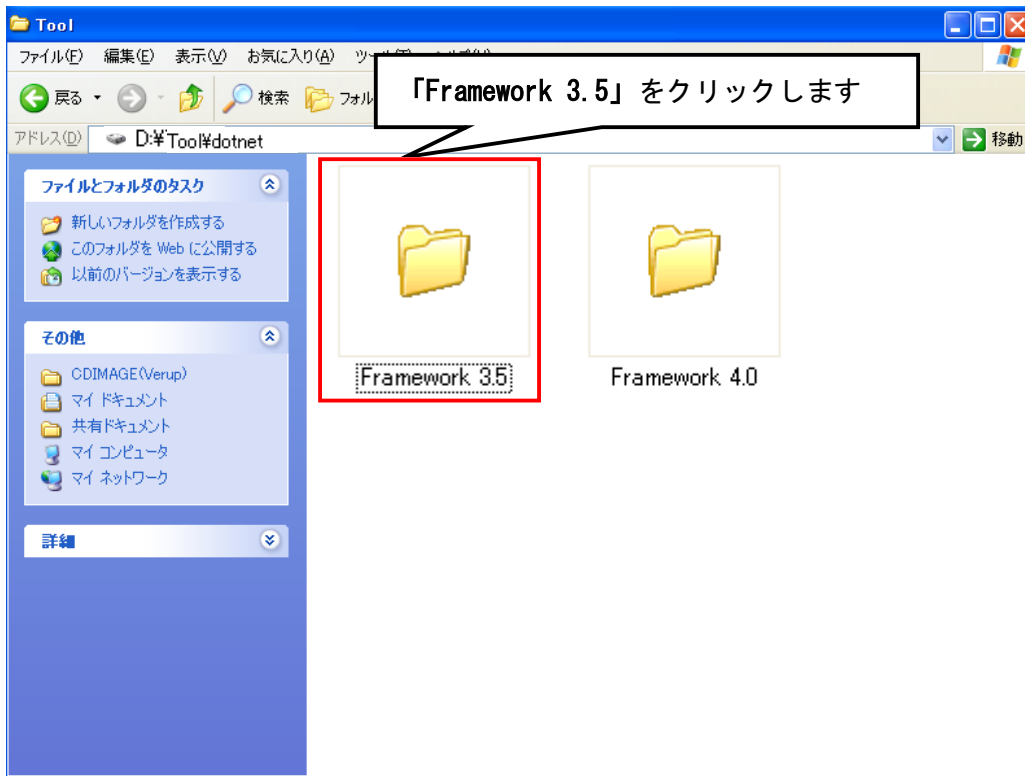 Tool
ファイル(F) 編集(E) 表示(V) お気に入り(A)
「Framework 3.5」をクリックします
戻る 検索 フォル
アドレス(D) D:¥Tool¥dotnet 移動
ファイルとフォルダのタスク
新しいフォルダを作成する
このフォルダを Web に公開する
以前のバージョンを表示する
その他
CDIMAGE(Verup)
マイ ドキュメント
共有ドキュメント
マイ コンピュータ
マイ ネットワーク
詳細
Framework 3.5
Framework 4.0